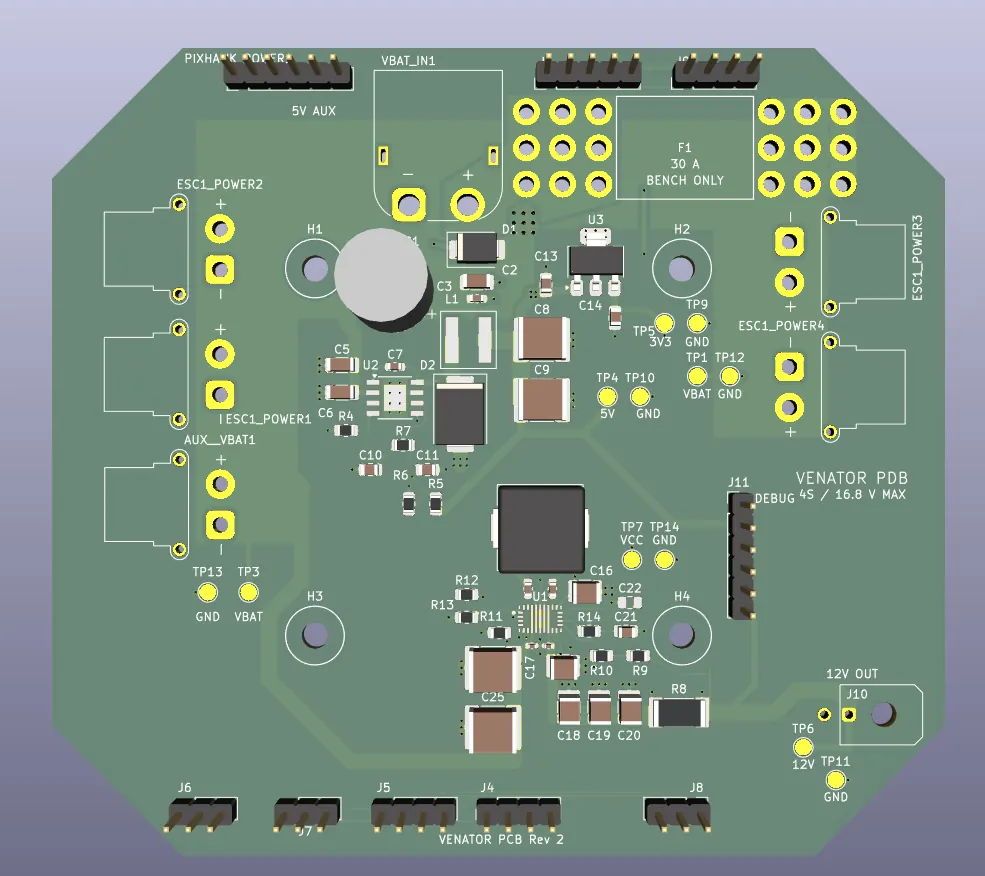 PIXHAWK_POWER
VBAT_IN1
5V AUX
F1
30 A
BENCH ONLY
ESC1_POWER2
+
−
− +
H1
D1
C2
C3
L1
+
C13
U3
C14
H2
ESC1_POWER3
−
+
TP5
3V3
TP9
GND
ESC1_POWER4
−
+
C8
C9
TP4
5V
TP10
GND
TP1
VBAT
TP12
GND
C5
C6
U2
C7
D2
R4
R7
C10
C11
R6
R5
+
−
ESC1_POWER1
AUX_VBAT1
+
−
TP13
GND
TP3
VBAT
VENATOR PDB
4S / 16.8 V MAX
J11
DEBUG
TP7
VCC
TP14
GND
H3
H4
R12
R13
R11
U1
C16
C22
C21
R14
C17
R10
R9
C25
C18
C19
C20
R8
12V OUT
J10
TP6
12V
TP11
GND
J6
J7
J5
J4
J8
VENATOR PCB Rev 2